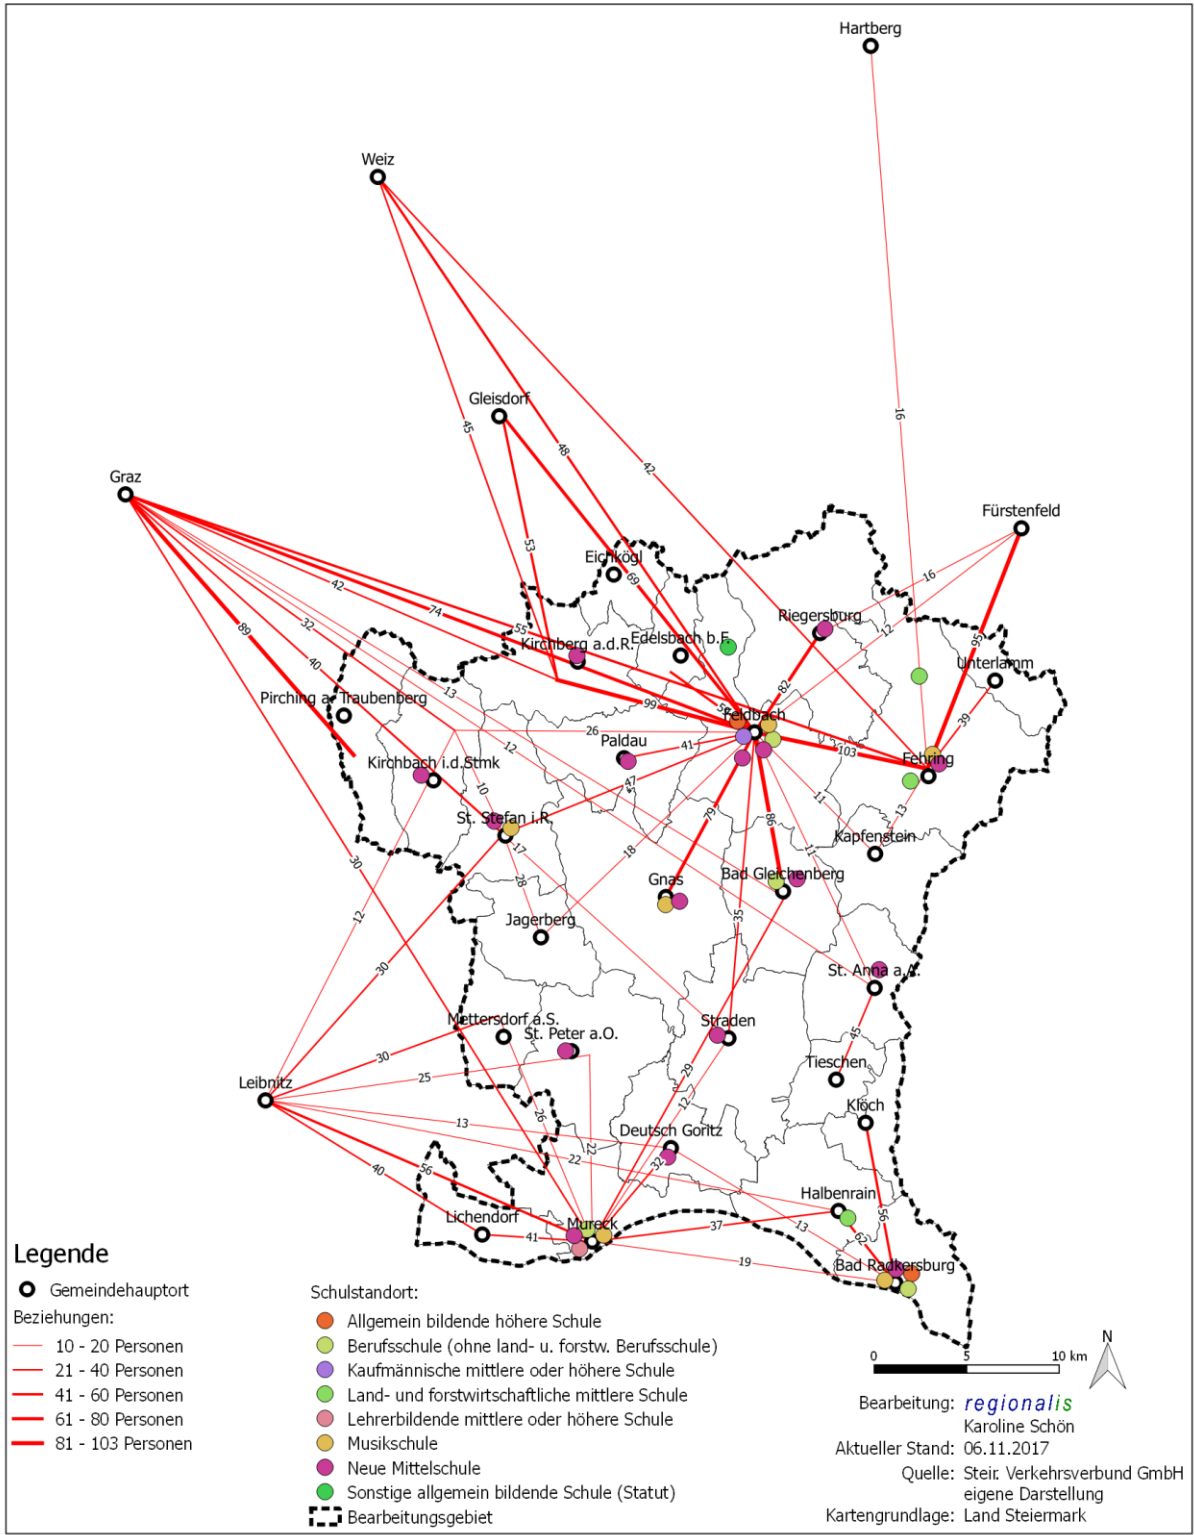 Hartberg
Weiz
Gleisdorf
45
48
42
16
Graz
Fürstenfeld
53
Eichkögl
69
42
74
55
32
89
40
16
12
Riegersburg
Kirchberg a.d.R.
Edelsbach b.F.
95
Unterlamm
13
82
Pirching a. Traubenberg
99
Feldbach
39
26
Paldau
41
12
103
Fehring
Kirchbach i.d.Stmk
47
10
11
13
St. Stefan i.R.
79
86
Kapfenstein
17
18
11
30
28
Gnas
Bad Gleichenberg
12
Jagerberg
35
30
St. Anna a.A.
Mettersdorf a.S.
St. Peter a.O.
Straden
45
30
25
29
Tieschen
Leibnitz
12
Klöch
26
13
Deutsch Goritz
22
22
32
56
40
Halbenrain
Lichendorf
Mureck
37
13
56
41
62
19
Bad Radkersburg
Legende
Gemeindehauptort
Beziehungen:
10 - 20 Personen
21 - 40 Personen
41 - 60 Personen
61 - 80 Personen
81 - 103 Personen
Schulstandort:
Allgemein bildende höhere Schule
Berufsschule (ohne land- u. forstw. Berufsschule)
Kaufmännische mittlere oder höhere Schule
Land- und forstwirtschaftliche mittlere Schule
Lehrerbildende mittlere oder höhere Schule
Musikschule
Neue Mittelschule
Sonstige allgemein bildende Schule (Statut)
Bearbeitungsgebiet
0 5 10 km
N
Bearbeitung: regionalis
Karoline Schön
Aktueller Stand: 06.11.2017
Quelle: Steir. Verkehrsverbund GmbH
eigene Darstellung
Kartengrundlage: Land Steiermark